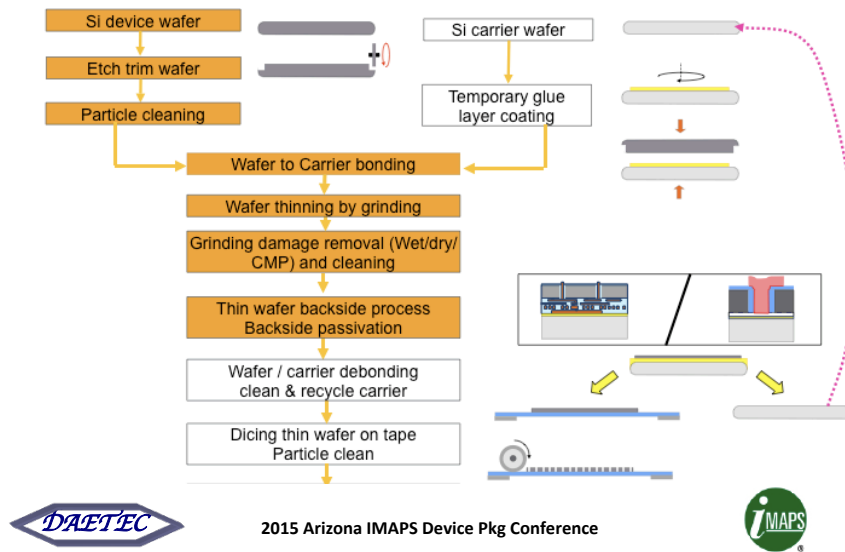 Si device wafer
Etch trim wafer
Particle cleaning
Si carrier wafer
Temporary glue
layer coating
Wafer to Carrier bonding
Wafer thinning by grinding
Grinding damage removal (Wet/dry/
CMP) and cleaning
Thin wafer backside process
Backside passivation
Wafer / carrier debonding
clean & recycle carrier
Dicing thin wafer on tape
Particle clean
DAETEC
2015 Arizona IMAPS Device Pkg Conference
iMAPS
®